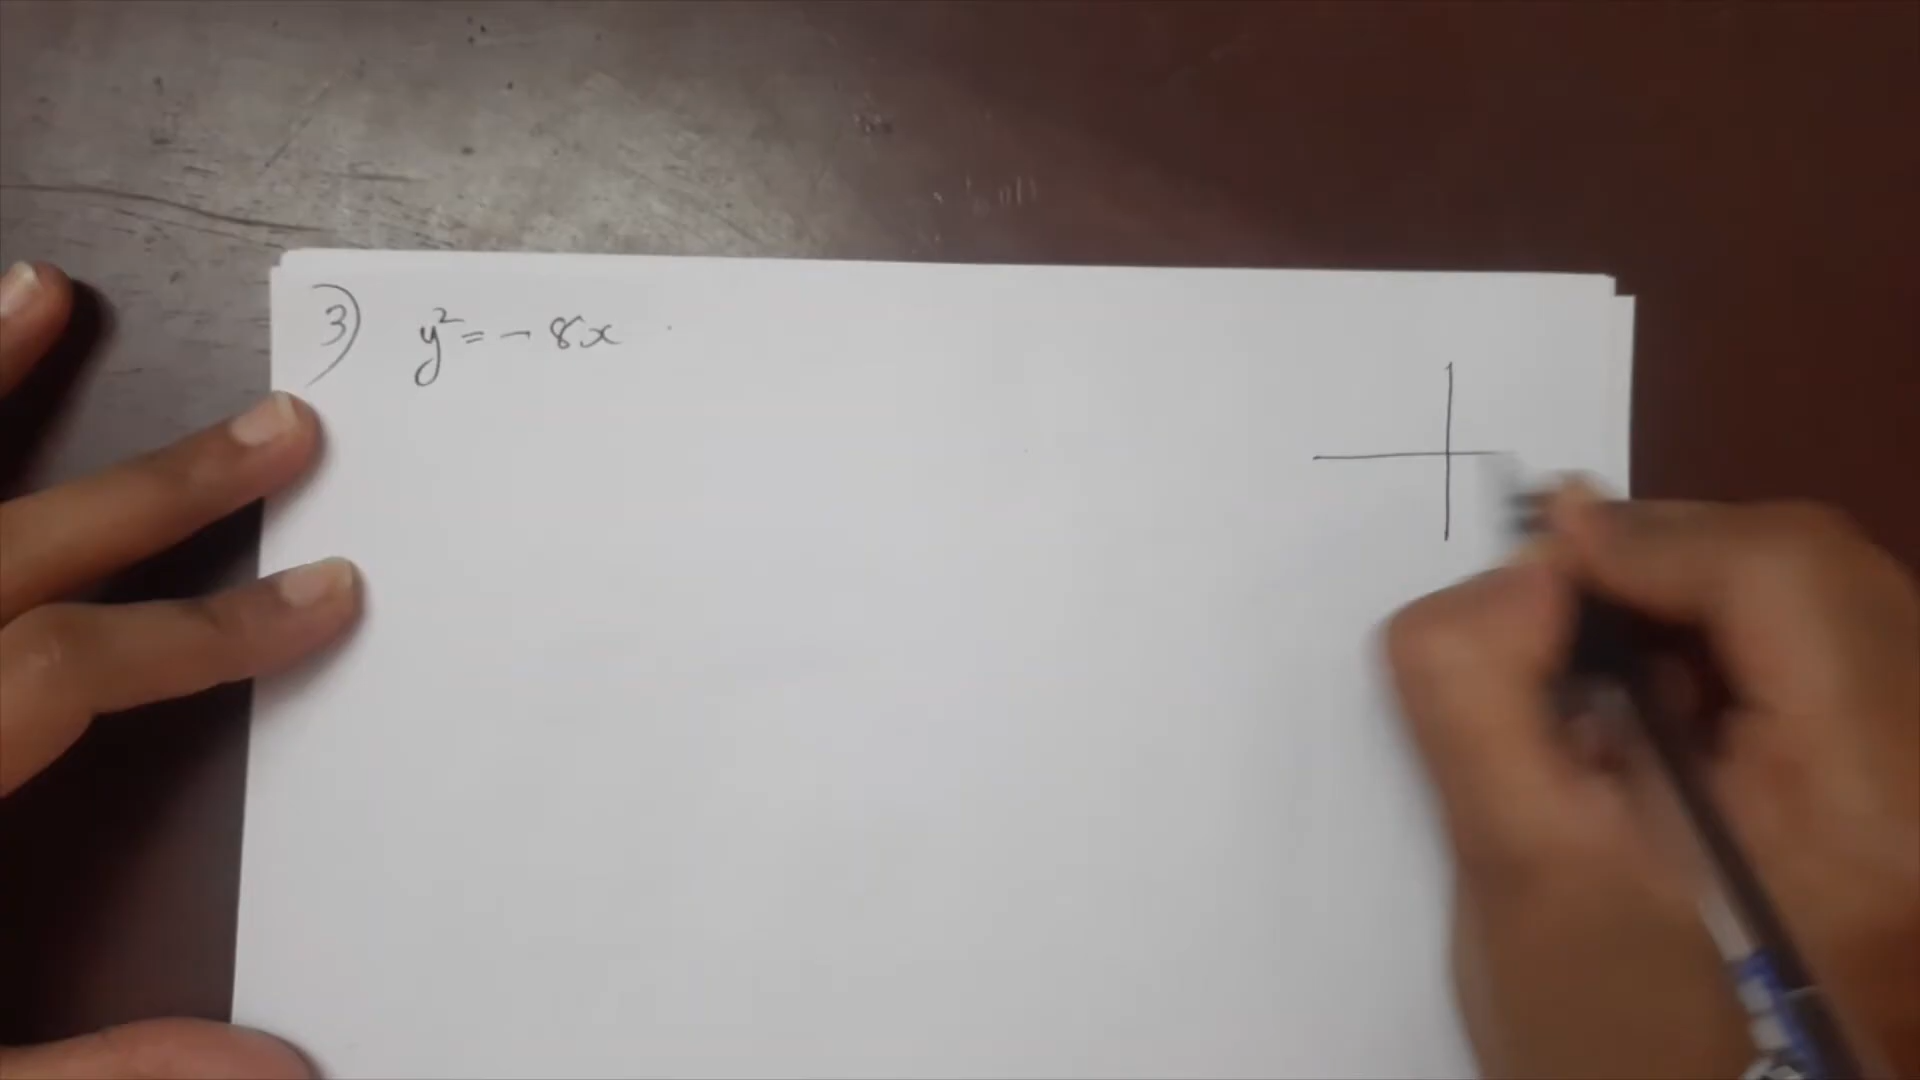 3) y² = - 8x